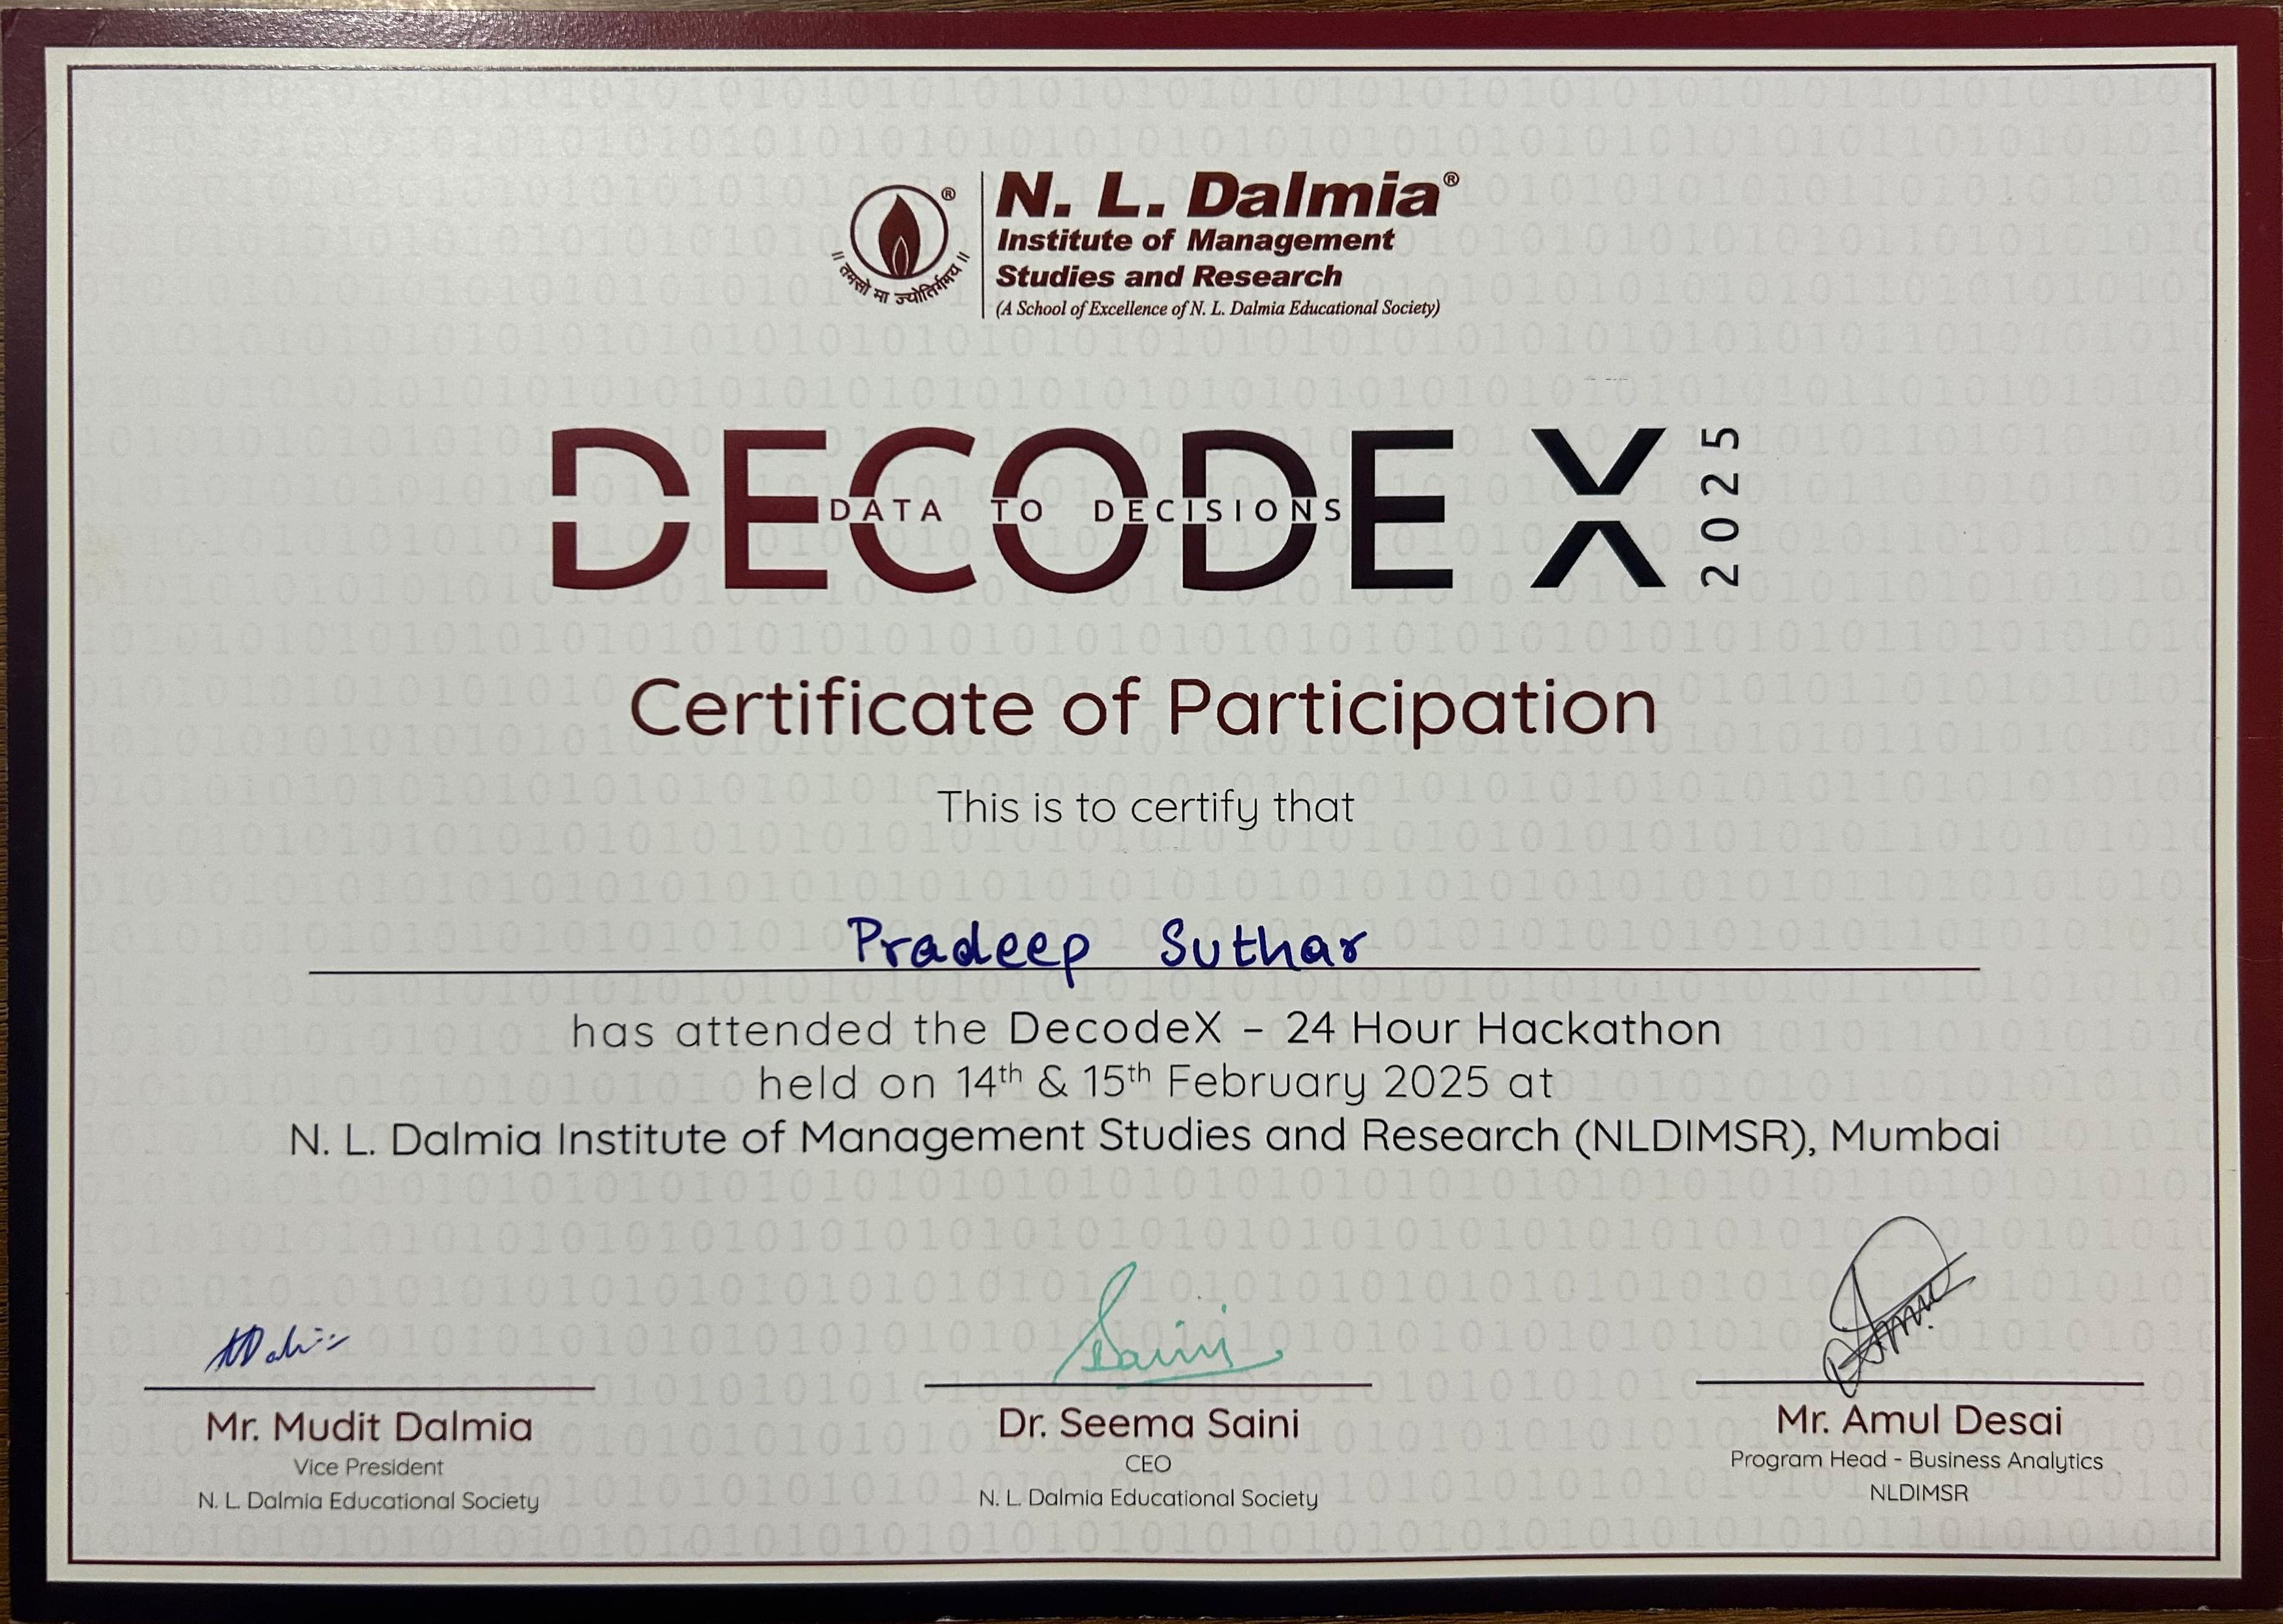 N. L. Dalmia®
Institute of Management
Studies and Research
(A School of Excellence of N. L. Dalmia Educational Society)
®
॥ तमसो मा ज्योतिर्गमय ॥
DECODE X 2025
DATA TO DECISIONS
Certificate of Participation
This is to certify that
Pradeep Suthar
has attended the DecodeX – 24 Hour Hackathon
held on 14th & 15th February 2025 at
N. L. Dalmia Institute of Management Studies and Research (NLDIMSR), Mumbai
Saini
Mr. Mudit Dalmia
Vice President
N. L. Dalmia Educational Society
Dr. Seema Saini
CEO
N. L. Dalmia Educational Society
Mr. Amul Desai
Program Head - Business Analytics
NLDIMSR